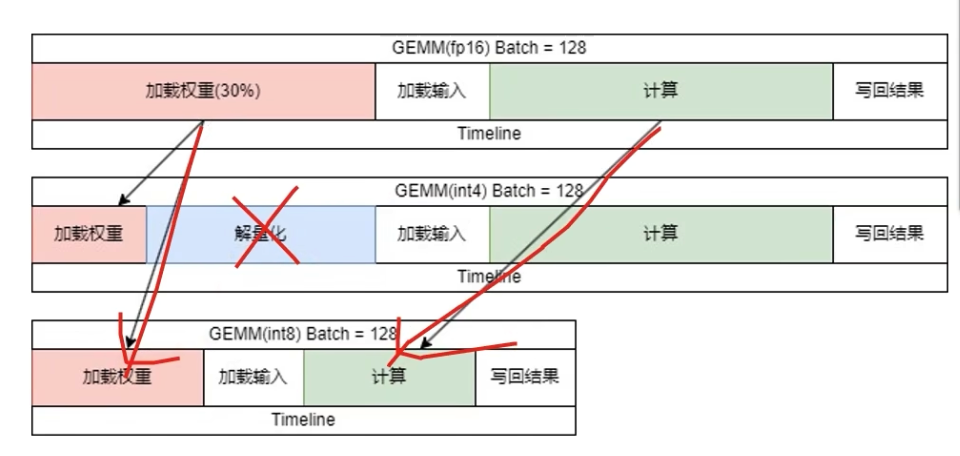 GEMM(fp16) Batch = 128
加载权重(30%) 加载输入 计算 写回结果
Timeline
GEMM(int4) Batch = 128
加载权重 解量化 加载输入 计算 写回结果
Timeline
GEMM(int8) Batch = 128
加载权重 加载输入 计算 写回结果
Timeline